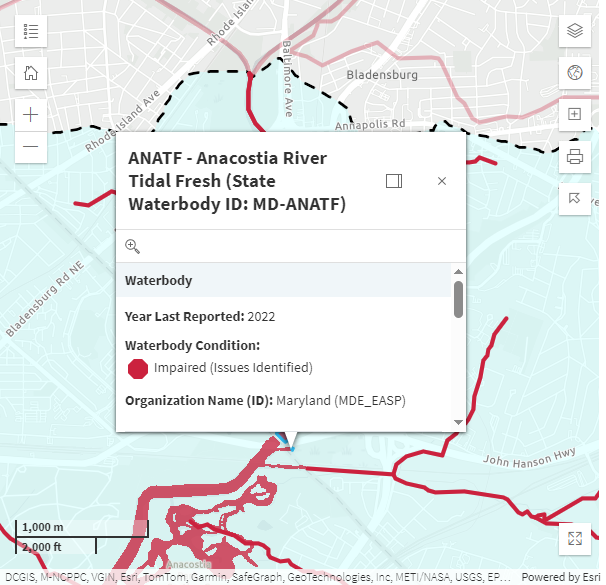 Rhode Isla
Baltimore Ave
Bladensburg
Rhode Island Ave
Annapolis Rd
ANATF - Anacostia River
Tidal Fresh (State
Waterbody ID: MD-ANATF)
Waterbody
Year Last Reported: 2022
Waterbody Condition:
Impaired (Issues Identified)
Organization Name (ID): Maryland (MDE_EASP)
Bladensburg Rd NE
John Hanson Hwy
1,000 m
2,000 ft
Anacostia
DCGIS, M-NCPPC, VGIN, Esri, TomTom, Garmin, SafeGraph, GeoTechnologies, Inc, METI/NASA, USGS, EP...
Powered by Esri